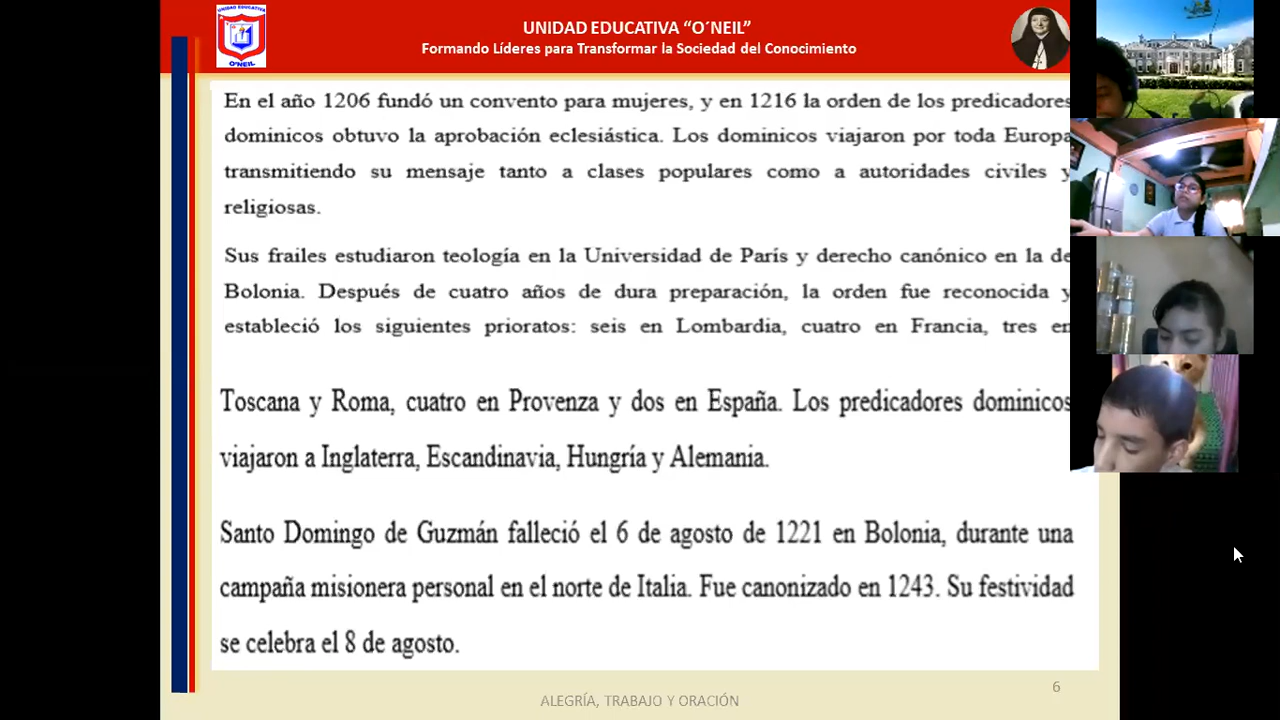 UNIDAD EDUCATIVA
O´NEIL
UNIDAD EDUCATIVA “O´NEIL”
Formando Líderes para Transformar la Sociedad del Conocimiento
En el año 1206 fundó un convento para mujeres, y en 1216 la orden de los predicadores
dominicos obtuvo la aprobación eclesiástica. Los dominicos viajaron por toda Europa
transmitiendo su mensaje tanto a clases populares como a autoridades civiles y
religiosas.
Sus frailes estudiaron teología en la Universidad de París y derecho canónico en la de
Bolonia. Después de cuatro años de dura preparación, la orden fue reconocida y
estableció los siguientes prioratos: seis en Lombardia, cuatro en Francia, tres en
Toscana y Roma, cuatro en Provenza y dos en España. Los predicadores dominicos
viajaron a Inglaterra, Escandinavia, Hungría y Alemania.
Santo Domingo de Guzmán falleció el 6 de agosto de 1221 en Bolonia, durante una
campaña misionera personal en el norte de Italia. Fue canonizado en 1243. Su festividad
se celebra el 8 de agosto.
ALEGRÍA, TRABAJO Y ORACIÓN
6